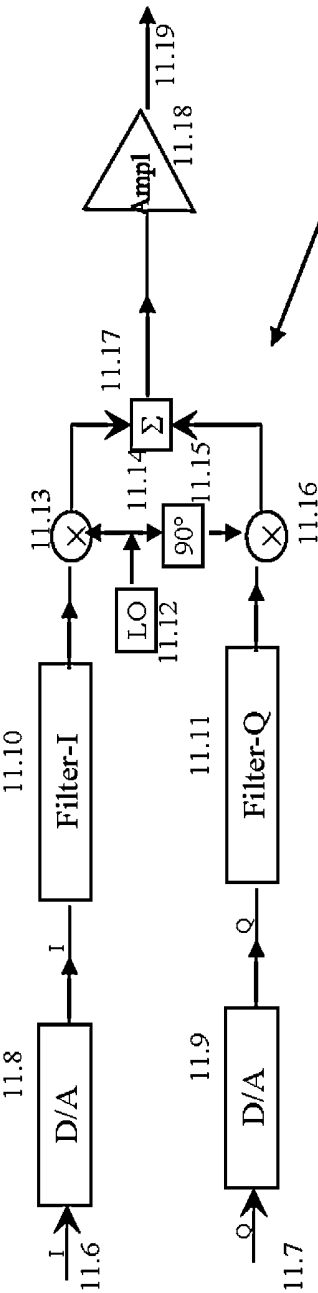 I
11.6
11.8
D/A
I
11.10
Filter-I
11.13
×
LO
11.12
11.14
90°
11.15
11.17
Σ
Ampl
11.18
11.19
Q
11.7
11.9
D/A
Q
11.11
Filter-Q
×
11.16